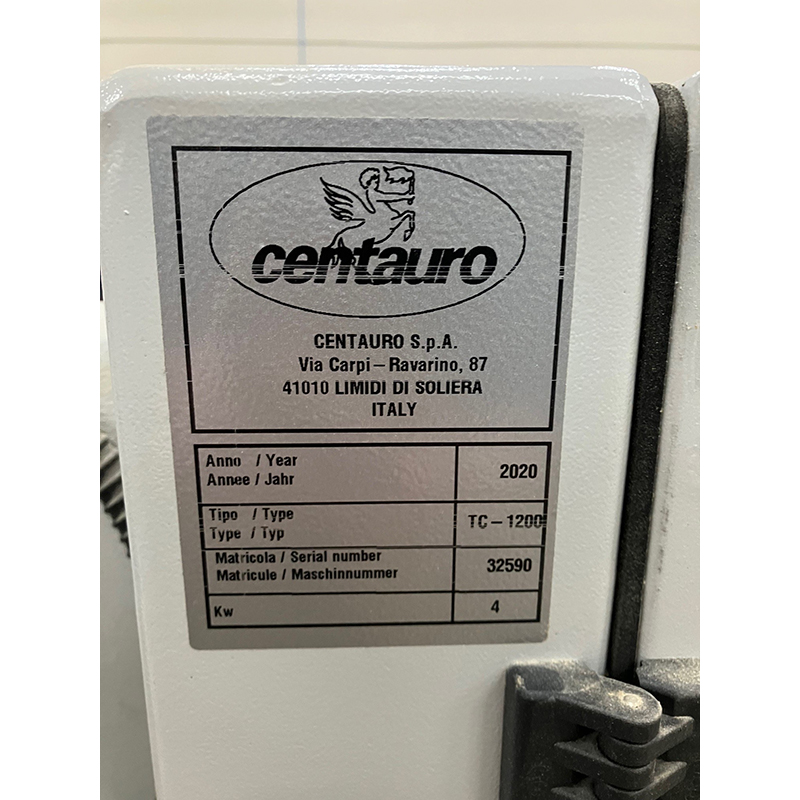 centauro
CENTAURO S.p.A.
Via Carpi – Ravarino, 87
41010 LIMIDI DI SOLIERA
ITALY
Anno / Year
Annee / Jahr
2020
Tipo / Type
Type / Typ
TC – 1200
Matricola / Serial number
Matricule / Maschinnummer
32590
Kw
4